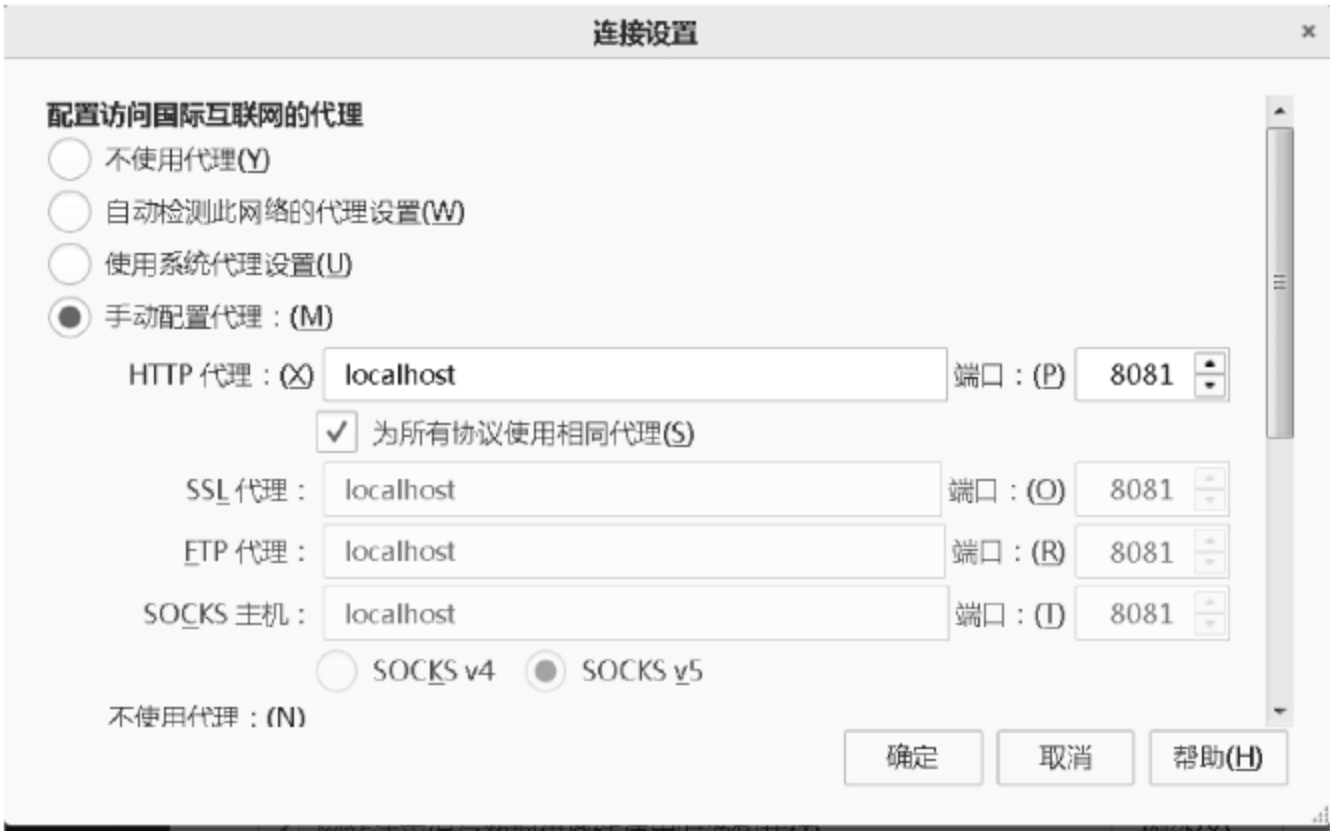 连接设置 ×
配置访问国际互联网的代理
不使用代理(Y)
自动检测此网络的代理设置(W)
使用系统代理设置(U)
手动配置代理：(M)
HTTP 代理：(X) localhost 端口：(P) 8081
为所有协议使用相同代理(S)
SSL 代理： localhost 端口：(O) 8081
FTP 代理： localhost 端口：(R) 8081
SOCKS 主机： localhost 端口：(T) 8081
SOCKS v4 SOCKS v5
不使用代理：(N)
确定 取消 帮助(H)